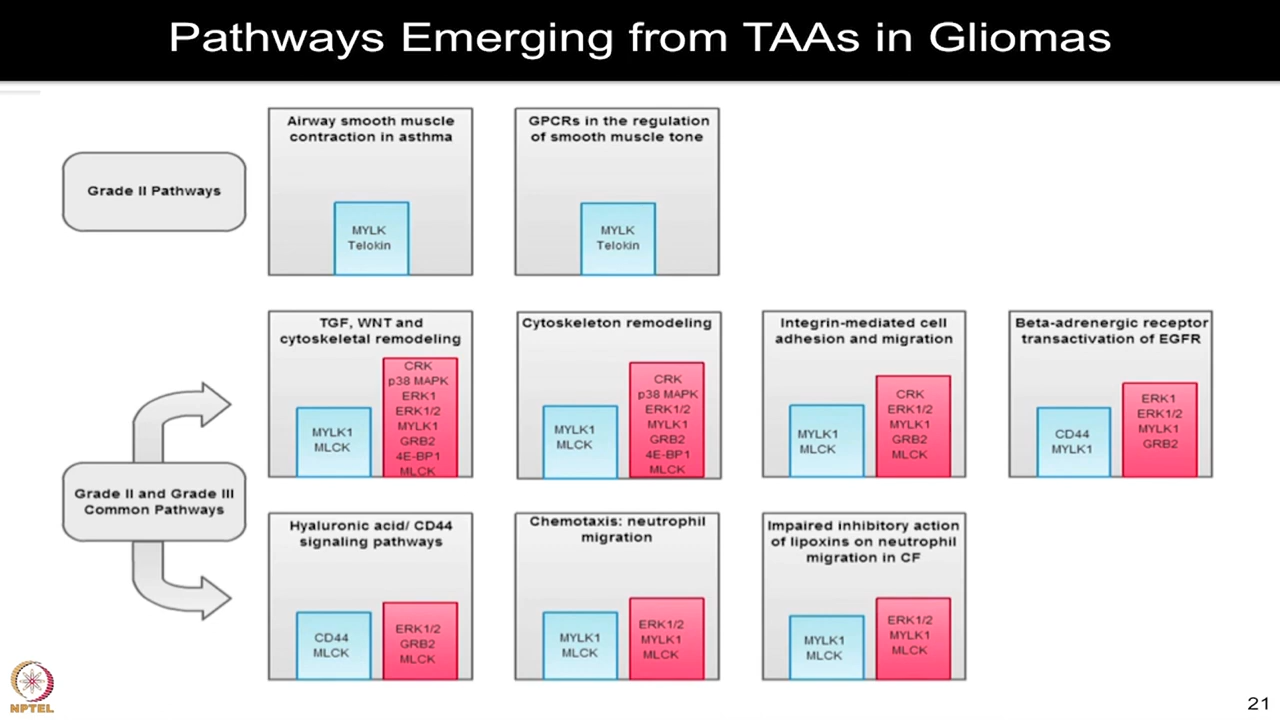 Pathways Emerging from TAAs in Gliomas
Grade II Pathways
Airway smooth muscle
contraction in asthma
MYLK
Telokin
GPCRs in the regulation
of smooth muscle tone
MYLK
Telokin
Grade II and Grade III
Common Pathways
TGF, WNT and
cytoskeletal remodeling
MYLK1
MLCK
CRK
p38 MAPK
ERK1
ERK1/2
MYLK1
GRB2
4E-BP1
MLCK
Cytoskeleton remodeling
MYLK1
MLCK
CRK
p38 MAPK
ERK1/2
MYLK1
GRB2
4E-BP1
MLCK
Integrin-mediated cell
adhesion and migration
MYLK1
MLCK
CRK
ERK1/2
MYLK1
GRB2
MLCK
Beta-adrenergic receptor
transactivation of EGFR
CD44
MYLK1
ERK1
ERK1/2
MYLK1
GRB2
Hyaluronic acid/ CD44
signaling pathways
CD44
MLCK
ERK1/2
GRB2
MLCK
Chemotaxis: neutrophil
migration
MYLK1
MLCK
ERK1/2
MYLK1
MLCK
Impaired inhibitory action
of lipoxins on neutrophil
migration in CF
MYLK1
MLCK
ERK1/2
MYLK1
MLCK
NPTEL
21